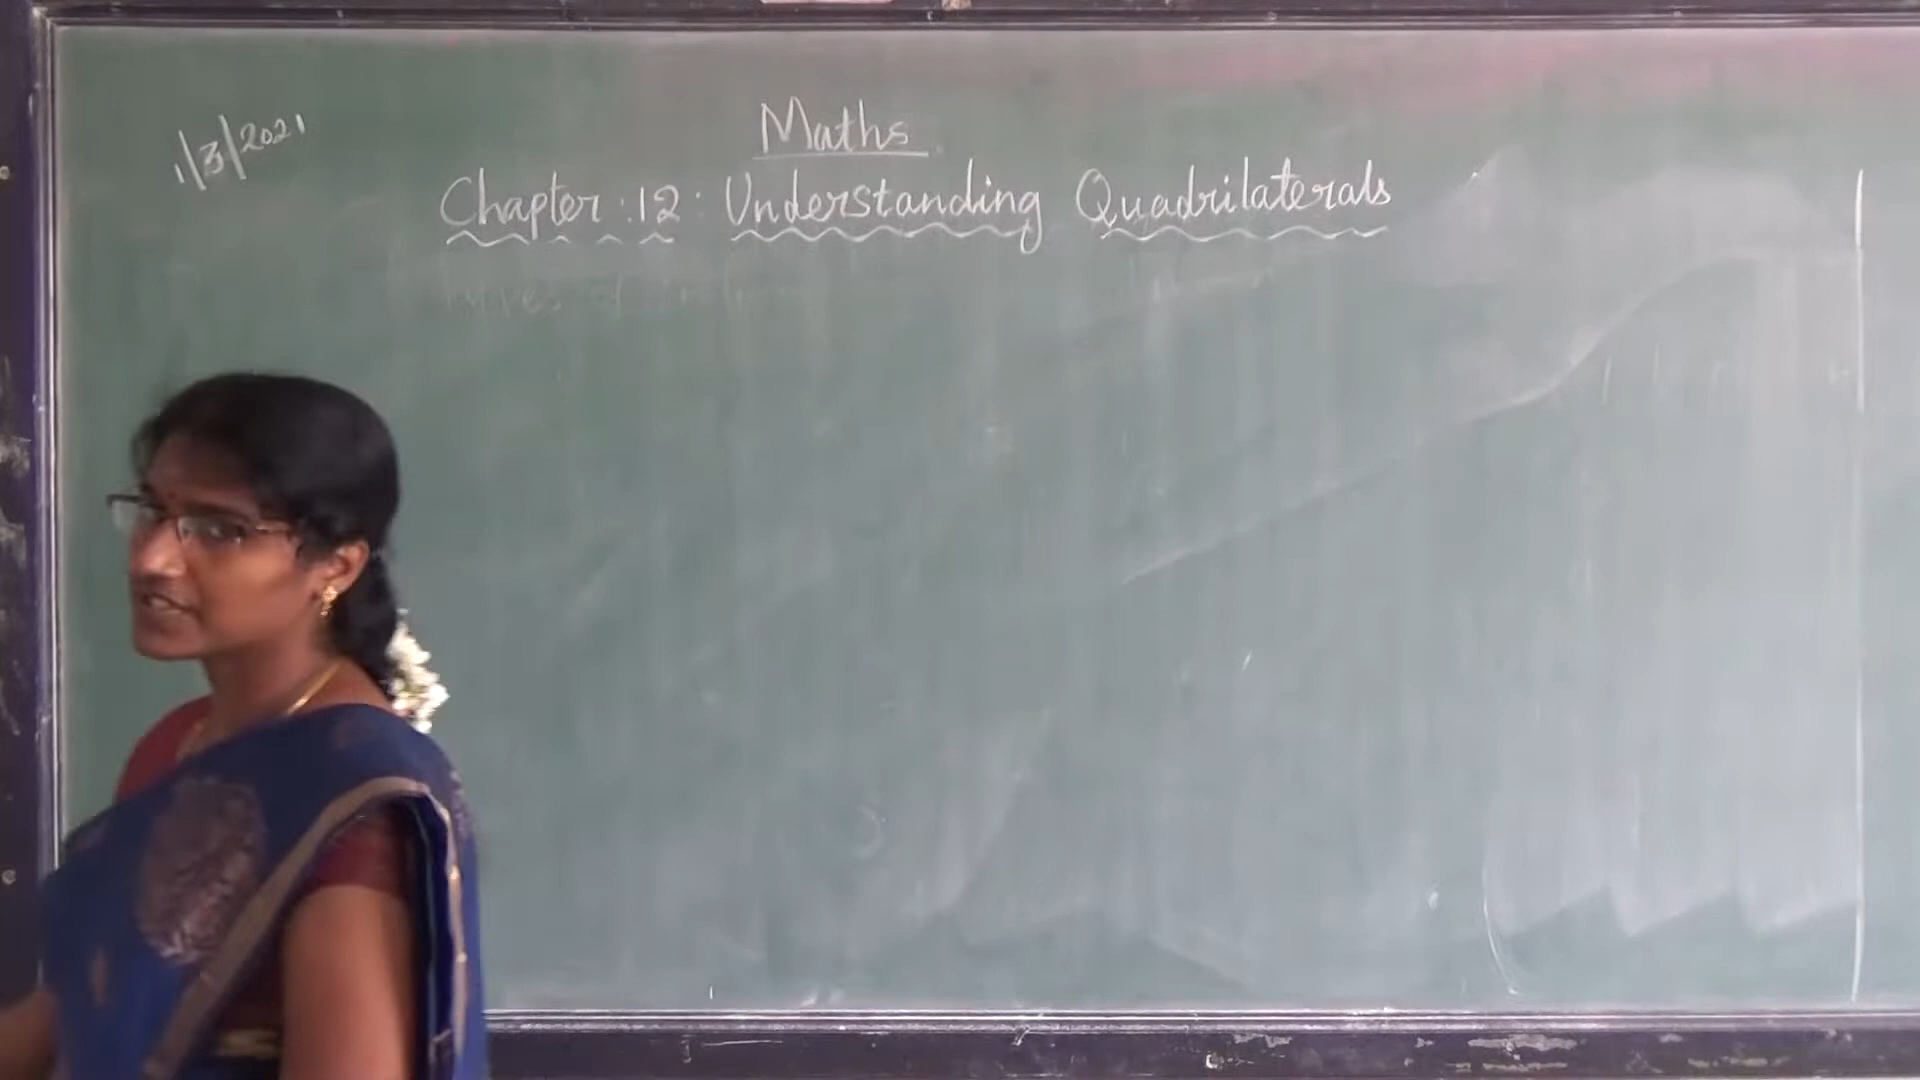 1/3/2021
Maths
Chapter : 12 : Understanding Quadrilaterals